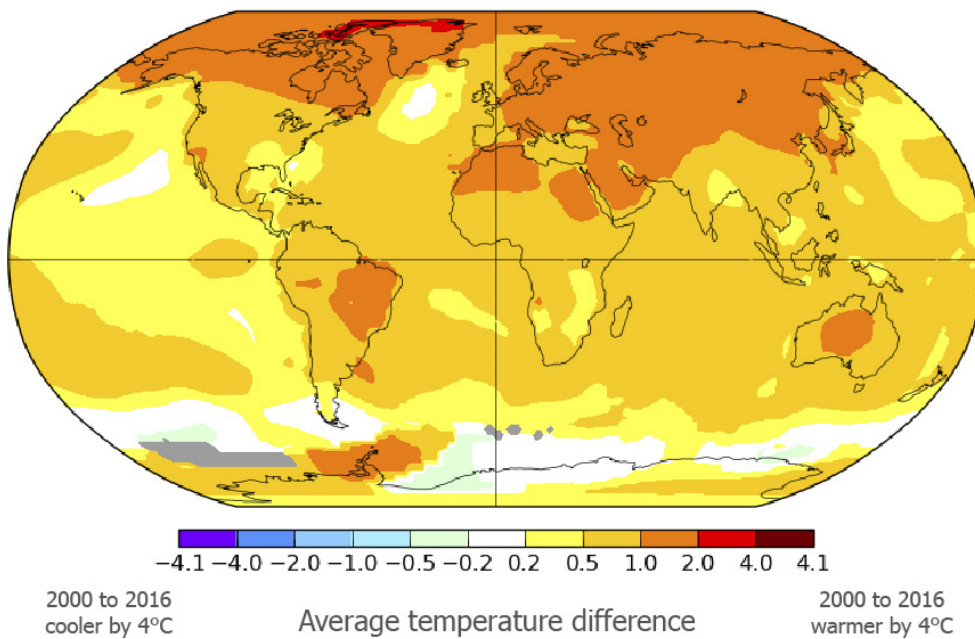 −4.1 −4.0 −2.0 −1.0 −0.5 −0.2 0.2 0.5 1.0 2.0 4.0 4.1
2000 to 2016
cooler by 4°C
Average temperature difference
2000 to 2016
warmer by 4°C